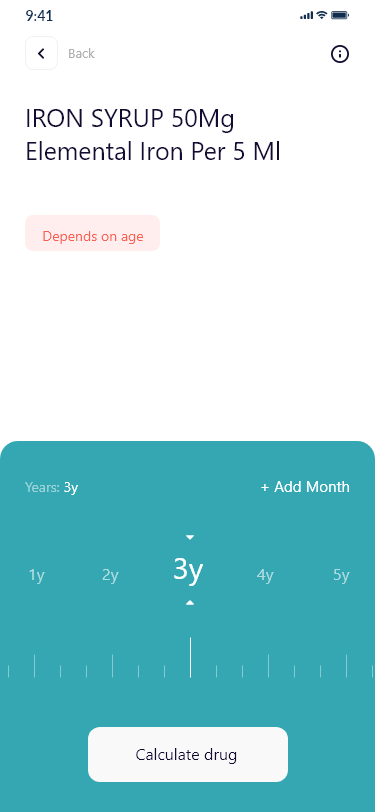 9:41
Back
IRON SYRUP 50Mg
Elemental Iron Per 5 Ml
Depends on age
Years: 3y
+ Add Month
1y 2y 3y 4y 5y
Calculate drug